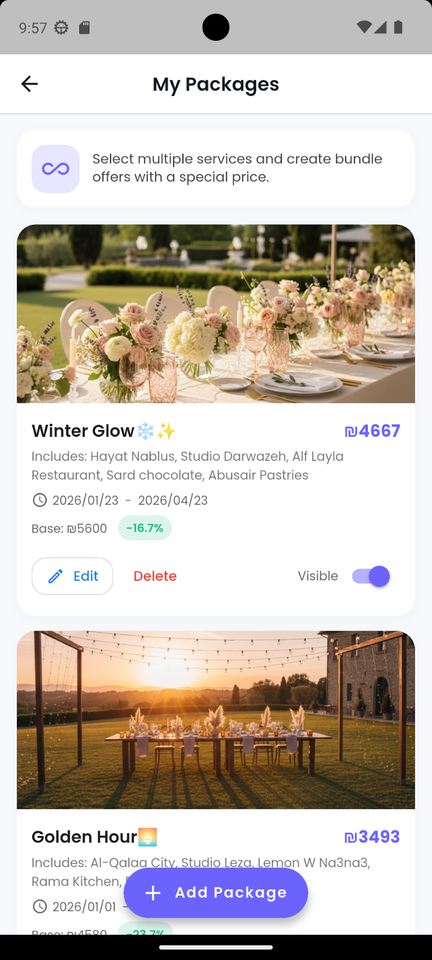 9:57
My Packages
Select multiple services and create bundle
offers with a special price.
Winter Glow❄️✨
₪4667
Includes: Hayat Nablus, Studio Darwazeh, Alf Layla
Restaurant, Sard chocolate, Abusair Pastries
2026/01/23 - 2026/04/23
Base: ₪5600
-16.7%
Edit
Delete
Visible
Golden Hour🌅
₪3493
Includes: Al-Qalaa City, Studio Leza, Lemon W Na3na3,
Rama Kitchen,
2026/01/01 -
Add Package
Base: ₪4580
-23.7%